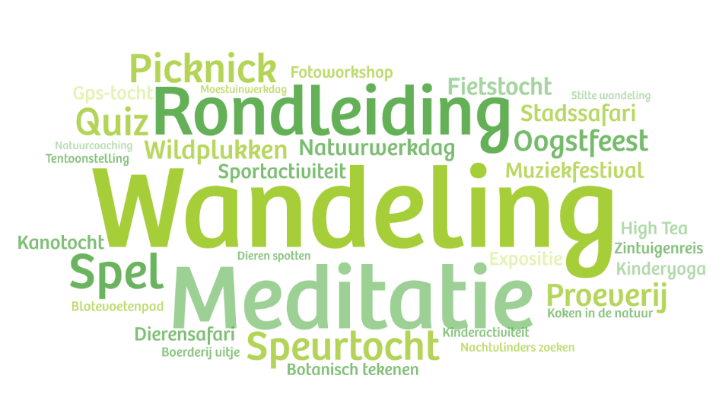 Picknick
Fotoworkshop
Fietstocht
Gps-tocht
Moestuinwerkdag
Stilte wandeling
Rondleiding
Quiz
Stadssafari
Oogstfeest
Natuurcoaching
Wildplukken
Natuurwerkdag
Tentoonstelling
Sportactiviteit
Muziekfestival
Wandeling
High Tea
Kanotocht
Zintuigenreis
Dieren spotten
Expositie
Spel
Kinderyoga
Meditatie
Proeverij
Blotevoetenpad
Koken in de natuur
Dierensafari
Kinderactiviteit
Speurtocht
Boerderij uitje
Nachtvlinders zoeken
Botanisch tekenen